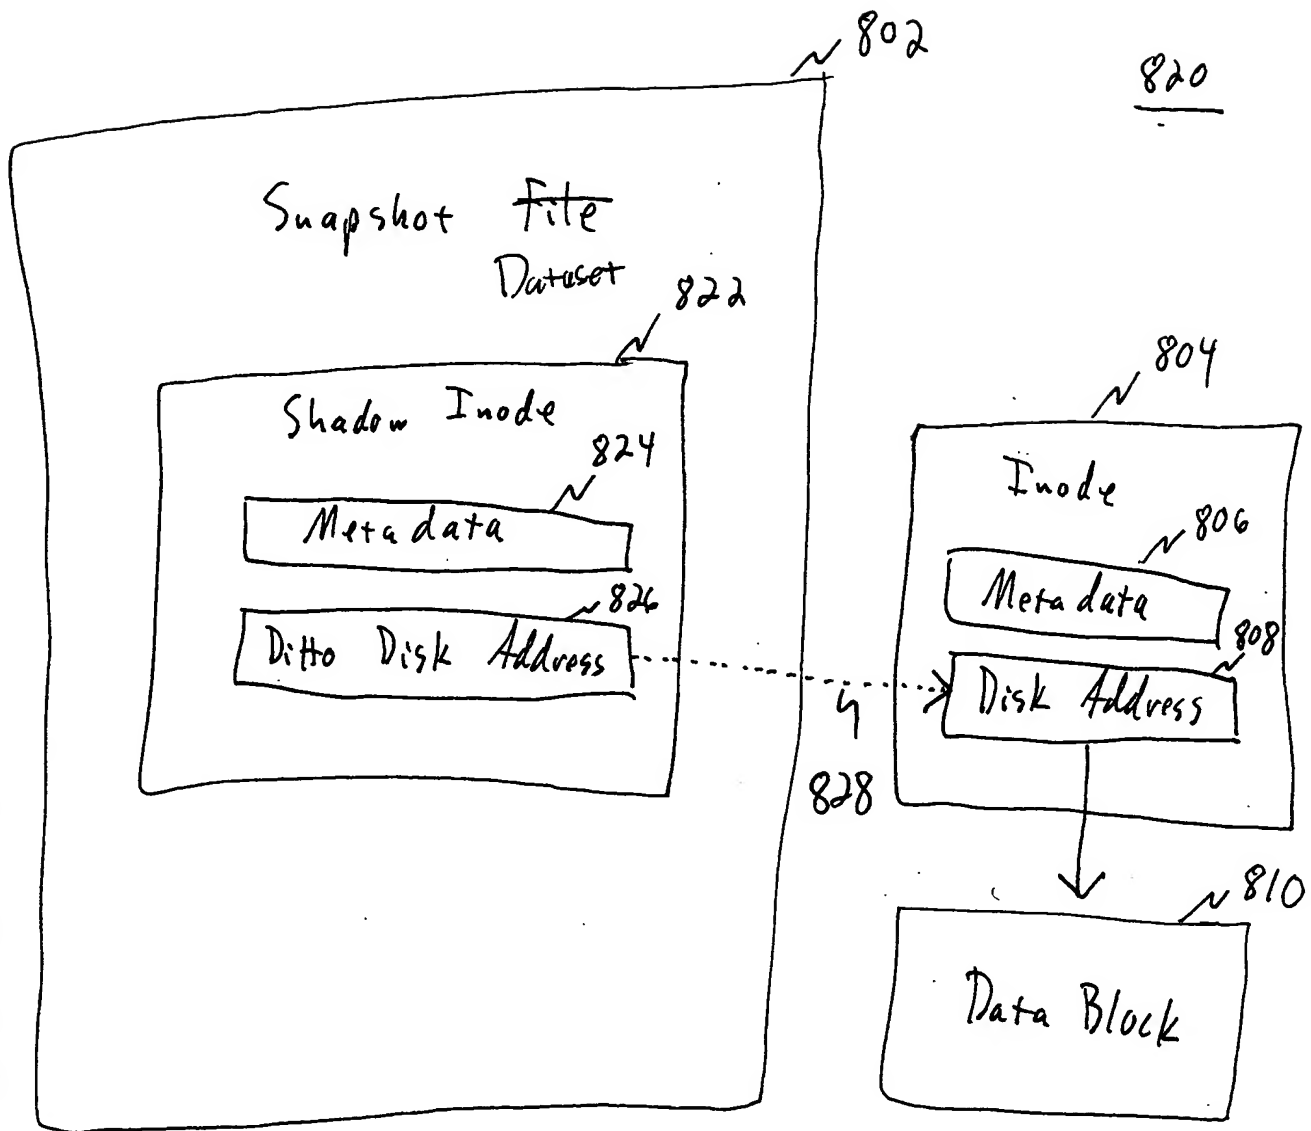 802
820
Snapshot ~~File~~
Dataset
822
Shadow Inode
824
Metadata
826
Ditto Disk Address
828
804
Inode
806
Metadata
808
Disk Address
810
Data Block